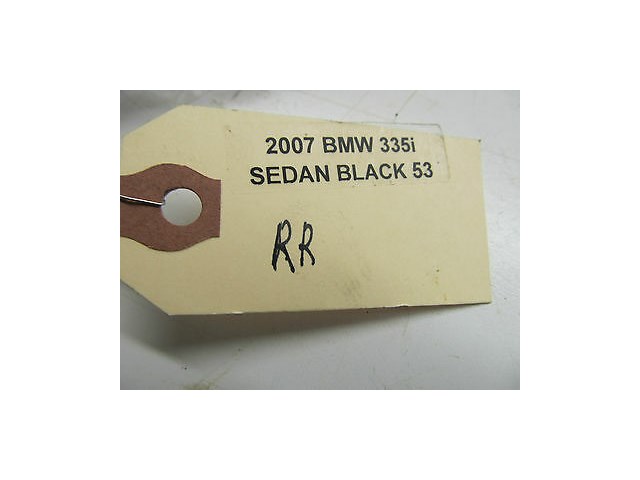 2007 BMW 335i
SEDAN BLACK 53
RR